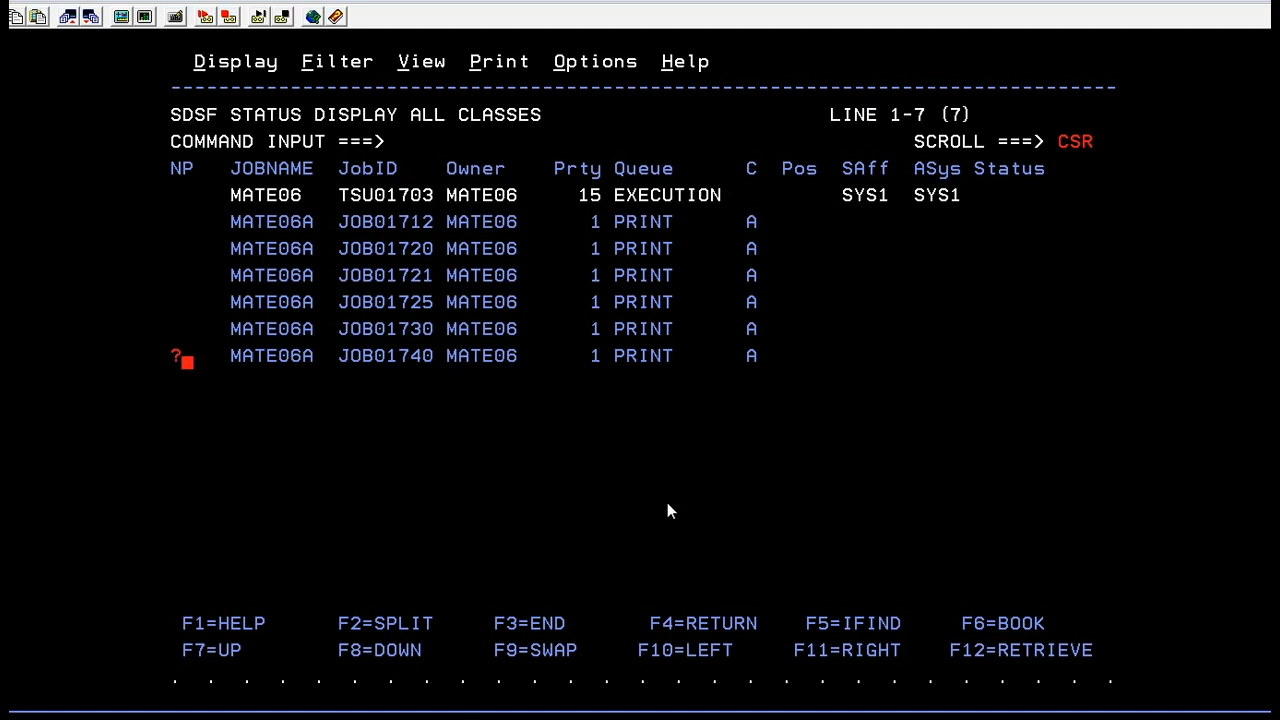 Display Filter View Print Options Help
-------------------------------------------------------------------------------
SDSF STATUS DISPLAY ALL CLASSES LINE 1-7 (7)
COMMAND INPUT ===> SCROLL ===> CSR
NP JOBNAME JobID Owner Prty Queue C Pos SAff ASys Status
MATE06 TSU01703 MATE06 15 EXECUTION SYS1 SYS1
MATE06A JOB01712 MATE06 1 PRINT A
MATE06A JOB01720 MATE06 1 PRINT A
MATE06A JOB01721 MATE06 1 PRINT A
MATE06A JOB01725 MATE06 1 PRINT A
MATE06A JOB01730 MATE06 1 PRINT A
? MATE06A JOB01740 MATE06 1 PRINT A
F1=HELP F2=SPLIT F3=END F4=RETURN F5=IFIND F6=BOOK
F7=UP F8=DOWN F9=SWAP F10=LEFT F11=RIGHT F12=RETRIEVE
. . . . . . . . . . . . . . . . . . . . . . . . . . .